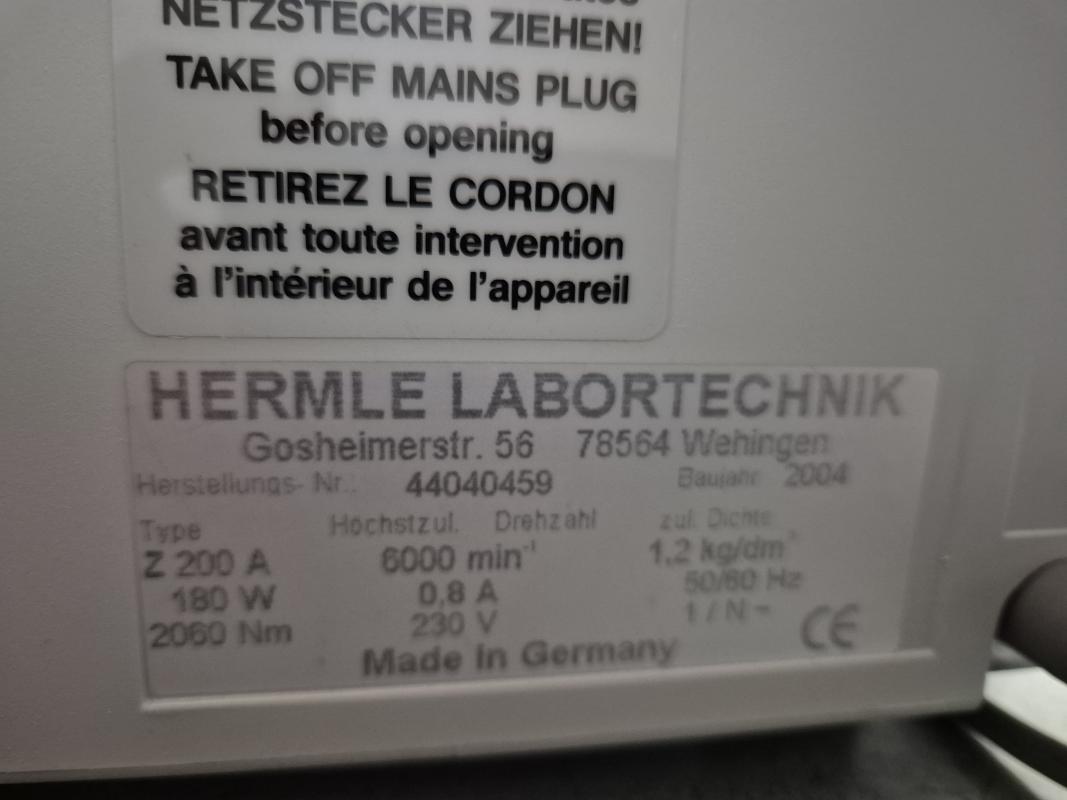 NETZSTECKER ZIEHEN!
TAKE OFF MAINS PLUG
before opening
RETIREZ LE CORDON
avant toute intervention
à l'intérieur de l'appareil
HERMLE LABORTECHNIK
Gosheimerstr. 56 78564 Wehingen
Herstellungs- Nr.: 44040459 Baujahr 2004
Type Höchstzul. Drehzahl zul. Dichte
Z 200 A 6000 min⁻¹ 1,2 kg/dm³
180 W 0,8 A 50/60 Hz
2060 Nm 230 V 1 / N ~
Made in Germany CE